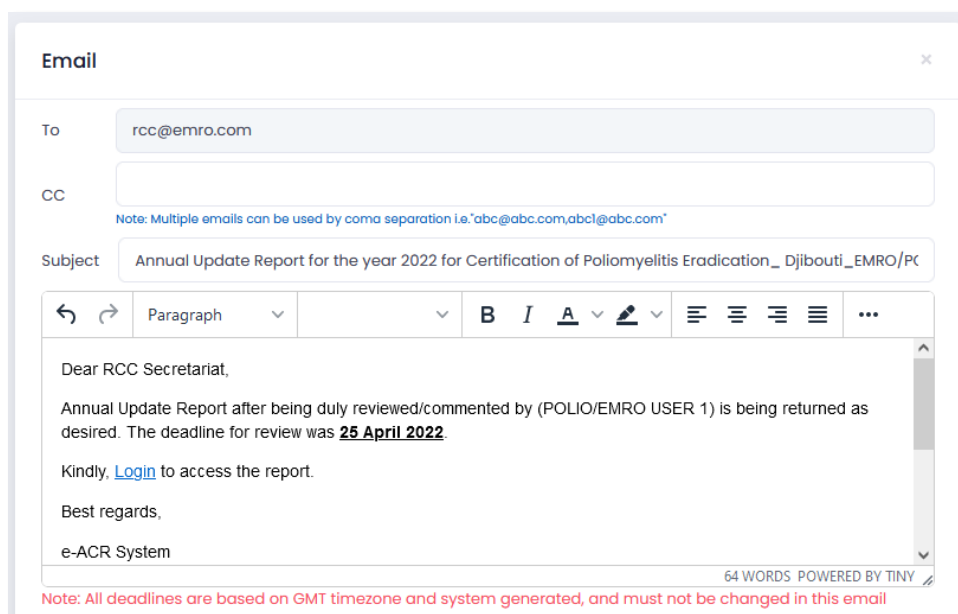 Email
×
To
rcc@emro.com
CC
Note: Multiple emails can be used by coma separation i.e."abc@abc.com,abc1@abc.com"
Subject
Annual Update Report for the year 2022 for Certification of Poliomyelitis Eradication_ Djibouti_EMRO/
Paragraph
B I A
Dear RCC Secretariat,
Annual Update Report after being duly reviewed/commented by (POLIO/EMRO USER 1) is being returned as
desired. The deadline for review was 25 April 2022.
Kindly, Login to access the report.
Best regards,
e-ACR System
64 WORDS POWERED BY TINY
Note: All deadlines are based on GMT timezone and system generated, and must not be changed in this email